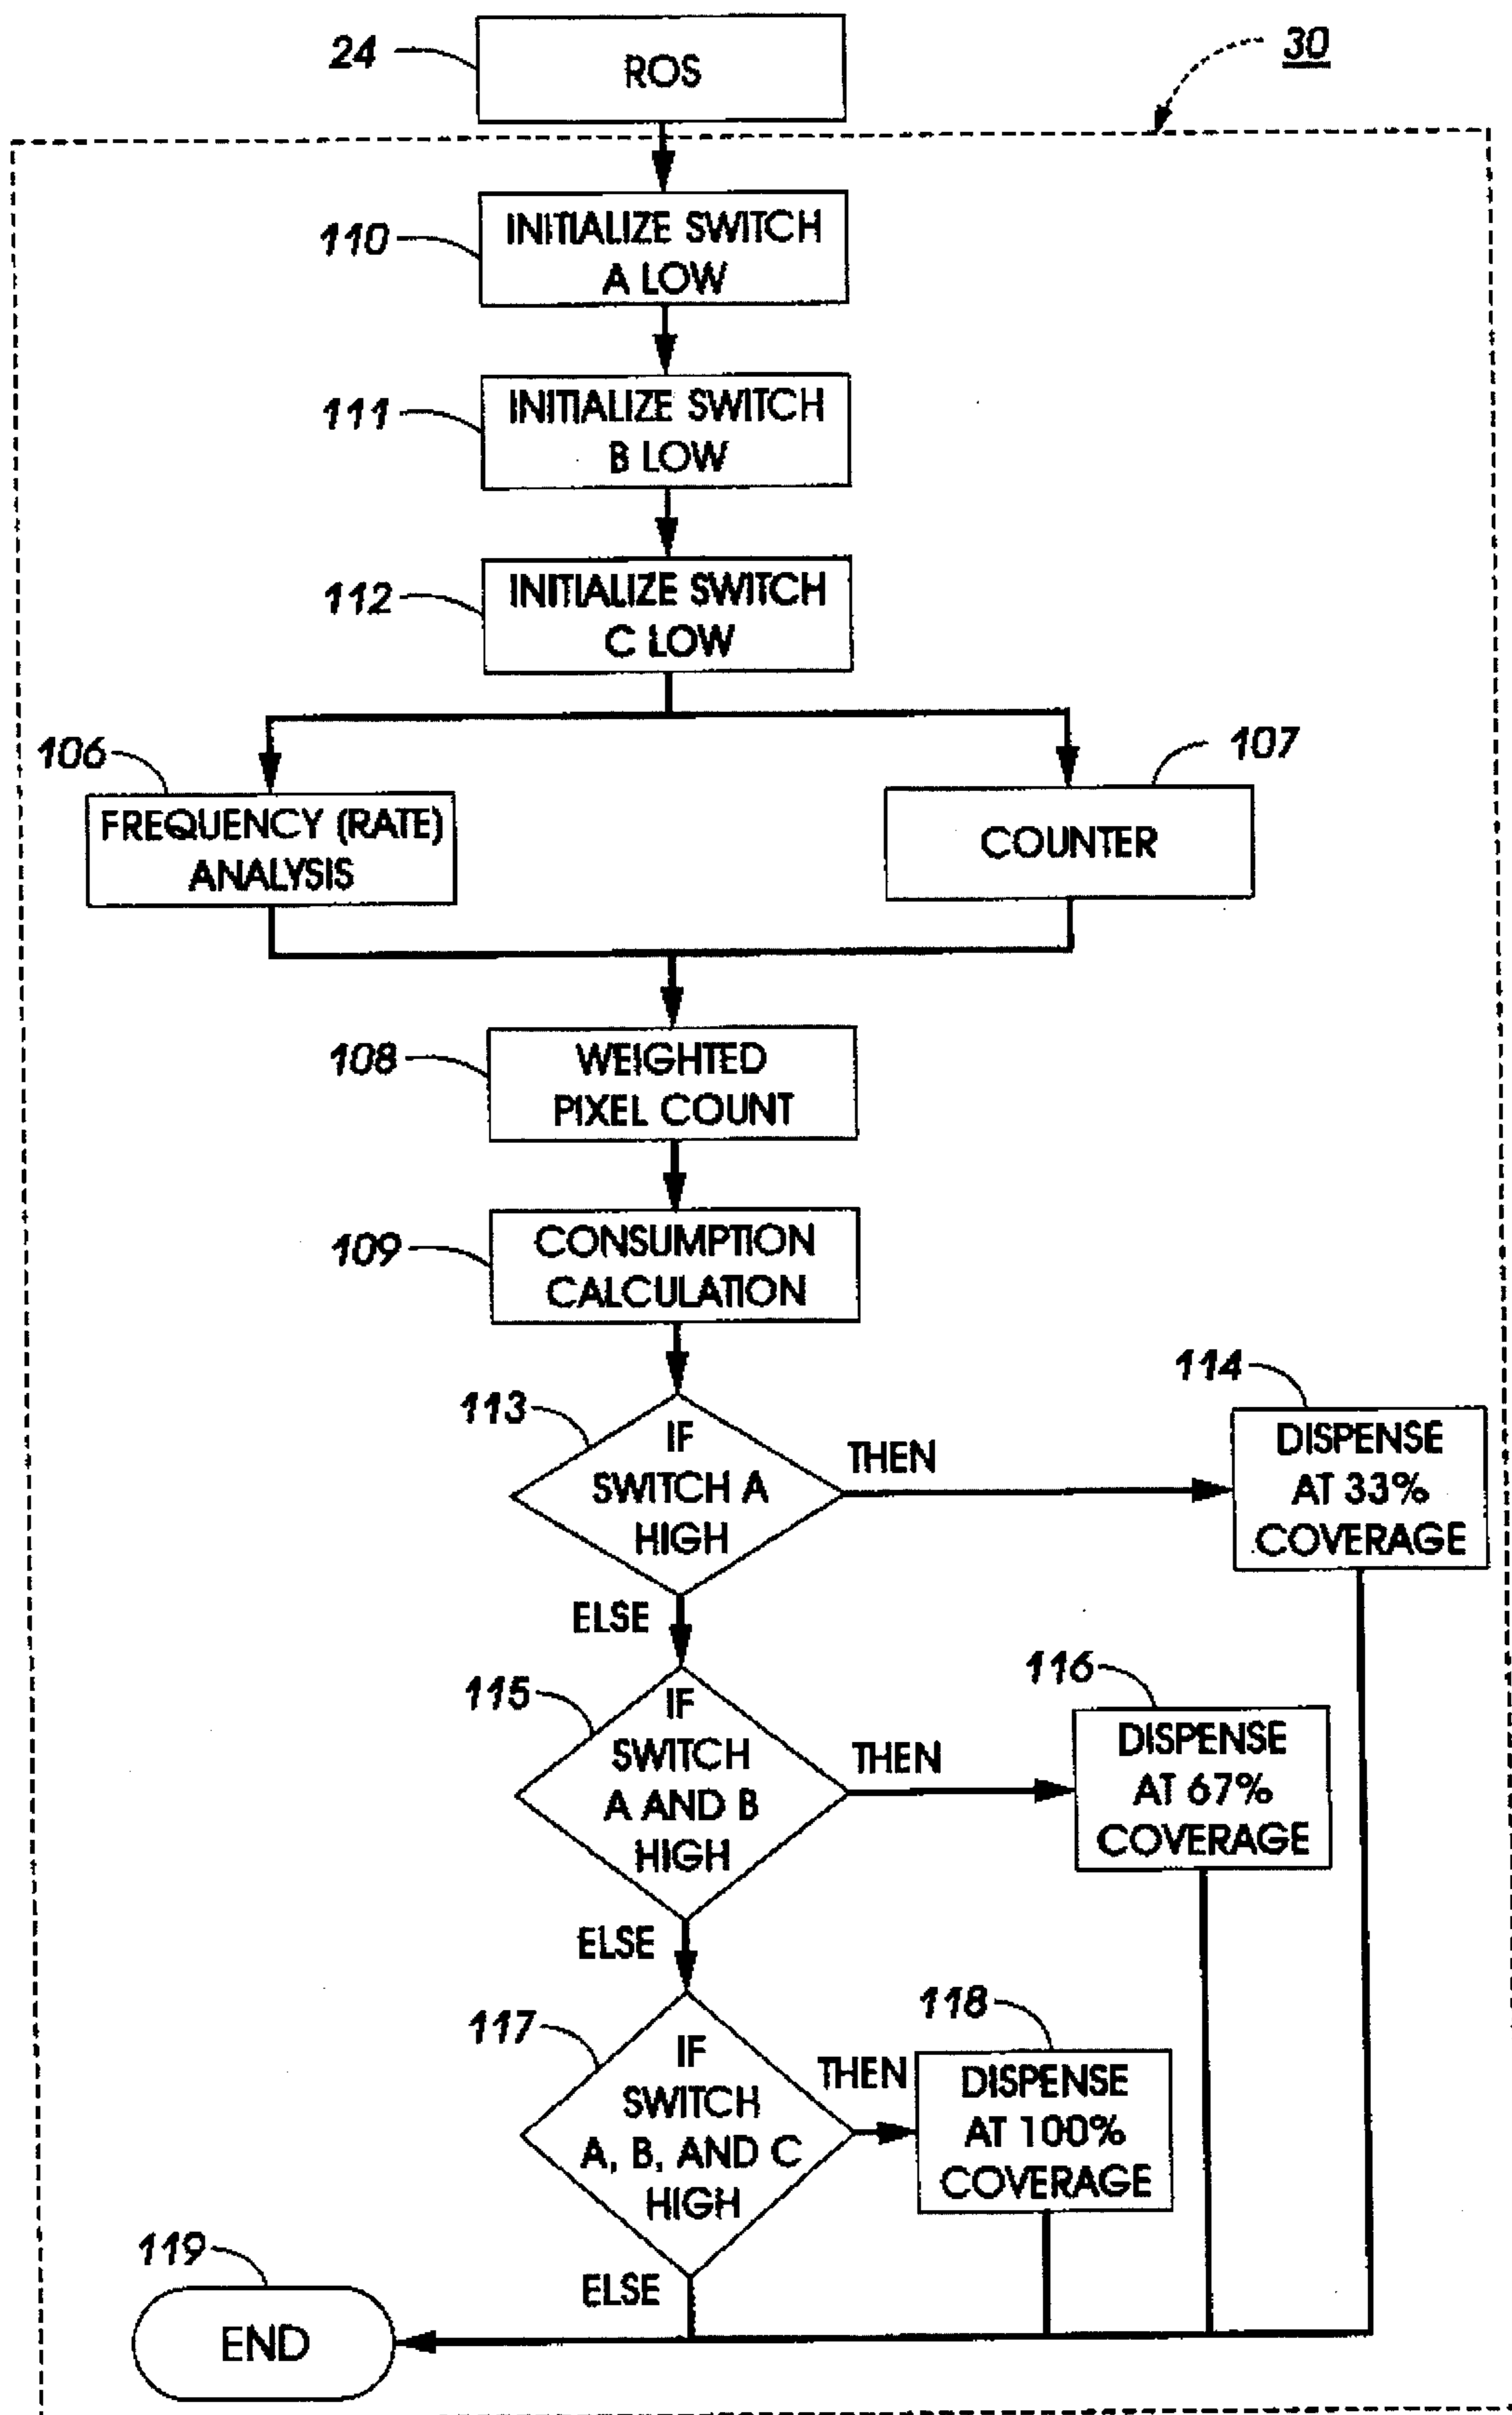 24
ROS
30
110
INITIALIZE SWITCH
A LOW
111
INITIALIZE SWITCH
B LOW
112
INITIALIZE SWITCH
C LOW
106
FREQUENCY (RATE)
ANALYSIS
107
COUNTER
108
WEIGHTED
PIXEL COUNT
109
CONSUMPTION
CALCULATION
113
IF
SWITCH A
HIGH
THEN
114
DISPENSE
AT 33%
COVERAGE
ELSE
115
IF
SWITCH
A AND B
HIGH
THEN
116
DISPENSE
AT 67%
COVERAGE
ELSE
117
IF
SWITCH
A, B, AND C
HIGH
THEN
118
DISPENSE
AT 100%
COVERAGE
ELSE
119
END